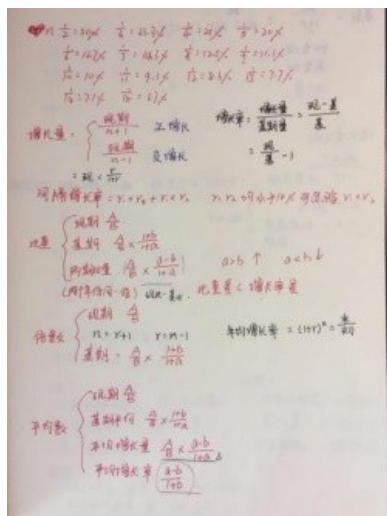 1/2=50% 1/3=33.3% 1/4=25% 1/5=20%
1/6=16.7% 1/7=14.3% 1/8=12.5% 1/9=11.1%
1/10=10% 1/11=9.1% 1/12=8.3% 1/13=7.7%
1/14=7.1% 1/15=6.7%
增长量= 现期/(n+1) 正增长
现期/(n-1) 负增长
增长率=增长量/基期量=(现-基)/基
=现/基-1
间隔增长率=r₁+r₂+r₁×r₂
比重
现期 A/B
基期 A/B×(1+b)/(1+a)
两期比重 A/B×(a-b)/(1+a) a>b↑ a<b↓
倍数
现期 A/B
n=r+1 r=n-1
基期=A/B×(1+b)/(1+a)
年均增长率=(1+r)ⁿ=
平均数
现期 A/B
基期平均 A/B×(1+b)/(1+a)
平均增长量 A/B×(a-b)/(1+a)
平均增长率 (a-b)/(1+b)